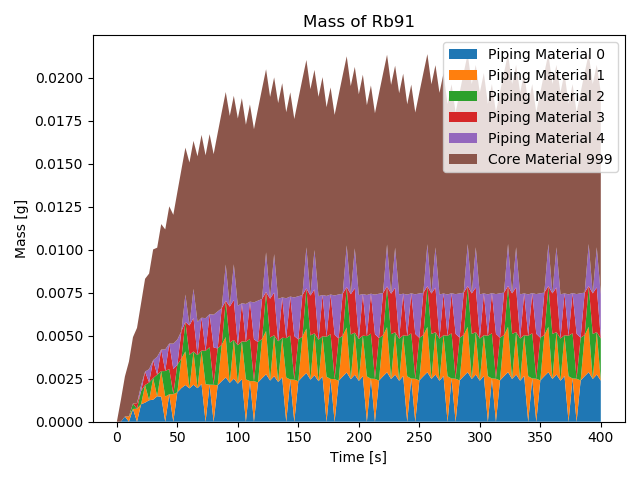 Mass of Rb91
Piping Material 0
Piping Material 1
Piping Material 2
Piping Material 3
Piping Material 4
Core Material 999
0.0200
0.0175
0.0150
0.0125
0.0100
0.0075
0.0050
0.0025
0.0000
Mass [g]
0 50 100 150 200 250 300 350 400
Time [s]